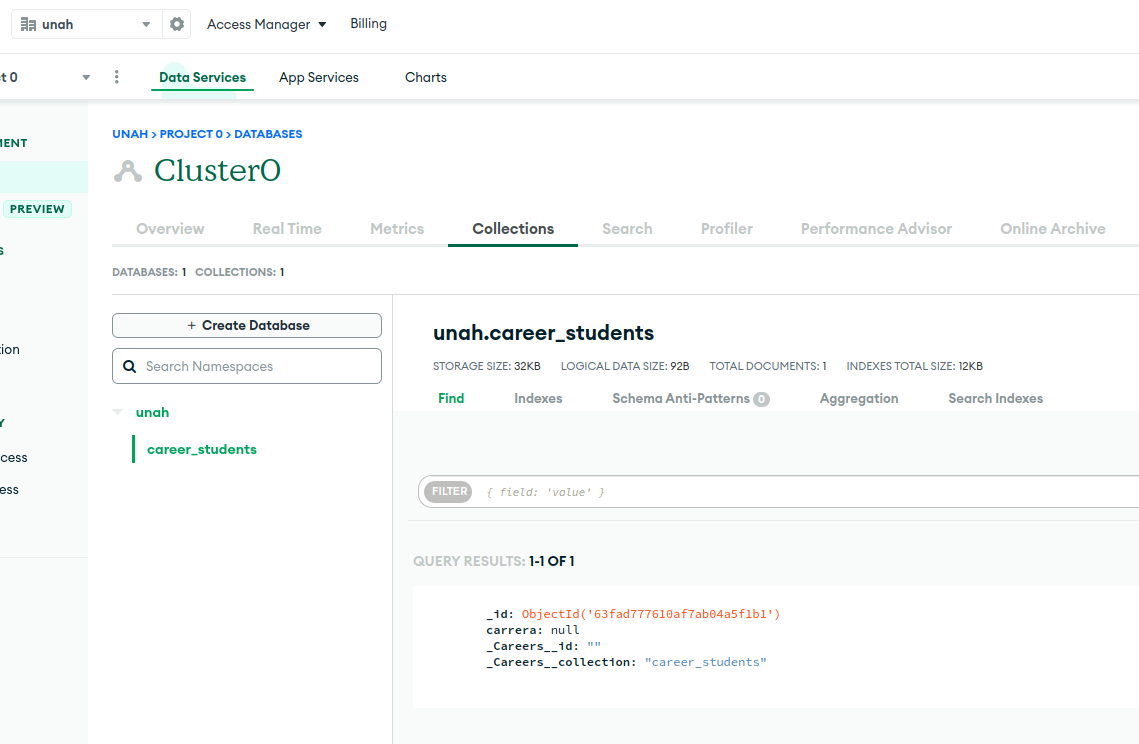 unah Access Manager Billing
t 0 Data Services App Services Charts
MENT
UNAH > PROJECT 0 > DATABASES
Cluster0
PREVIEW
s
Overview Real Time Metrics Collections Search Profiler Performance Advisor Online Archive
DATABASES: 1 COLLECTIONS: 1
+ Create Database
Search Namespaces
unah
career_students
tion
Y
cess
ess
unah.career_students
STORAGE SIZE: 32KB LOGICAL DATA SIZE: 92B TOTAL DOCUMENTS: 1 INDEXES TOTAL SIZE: 12KB
Find Indexes Schema Anti-Patterns 0 Aggregation Search Indexes
FILTER { field: 'value' }
QUERY RESULTS: 1-1 OF 1
_id: ObjectId('63fad777610af7ab04a5f1b1')
carrera: null
_Careers__id: ""
_Careers__collection: "career_students"